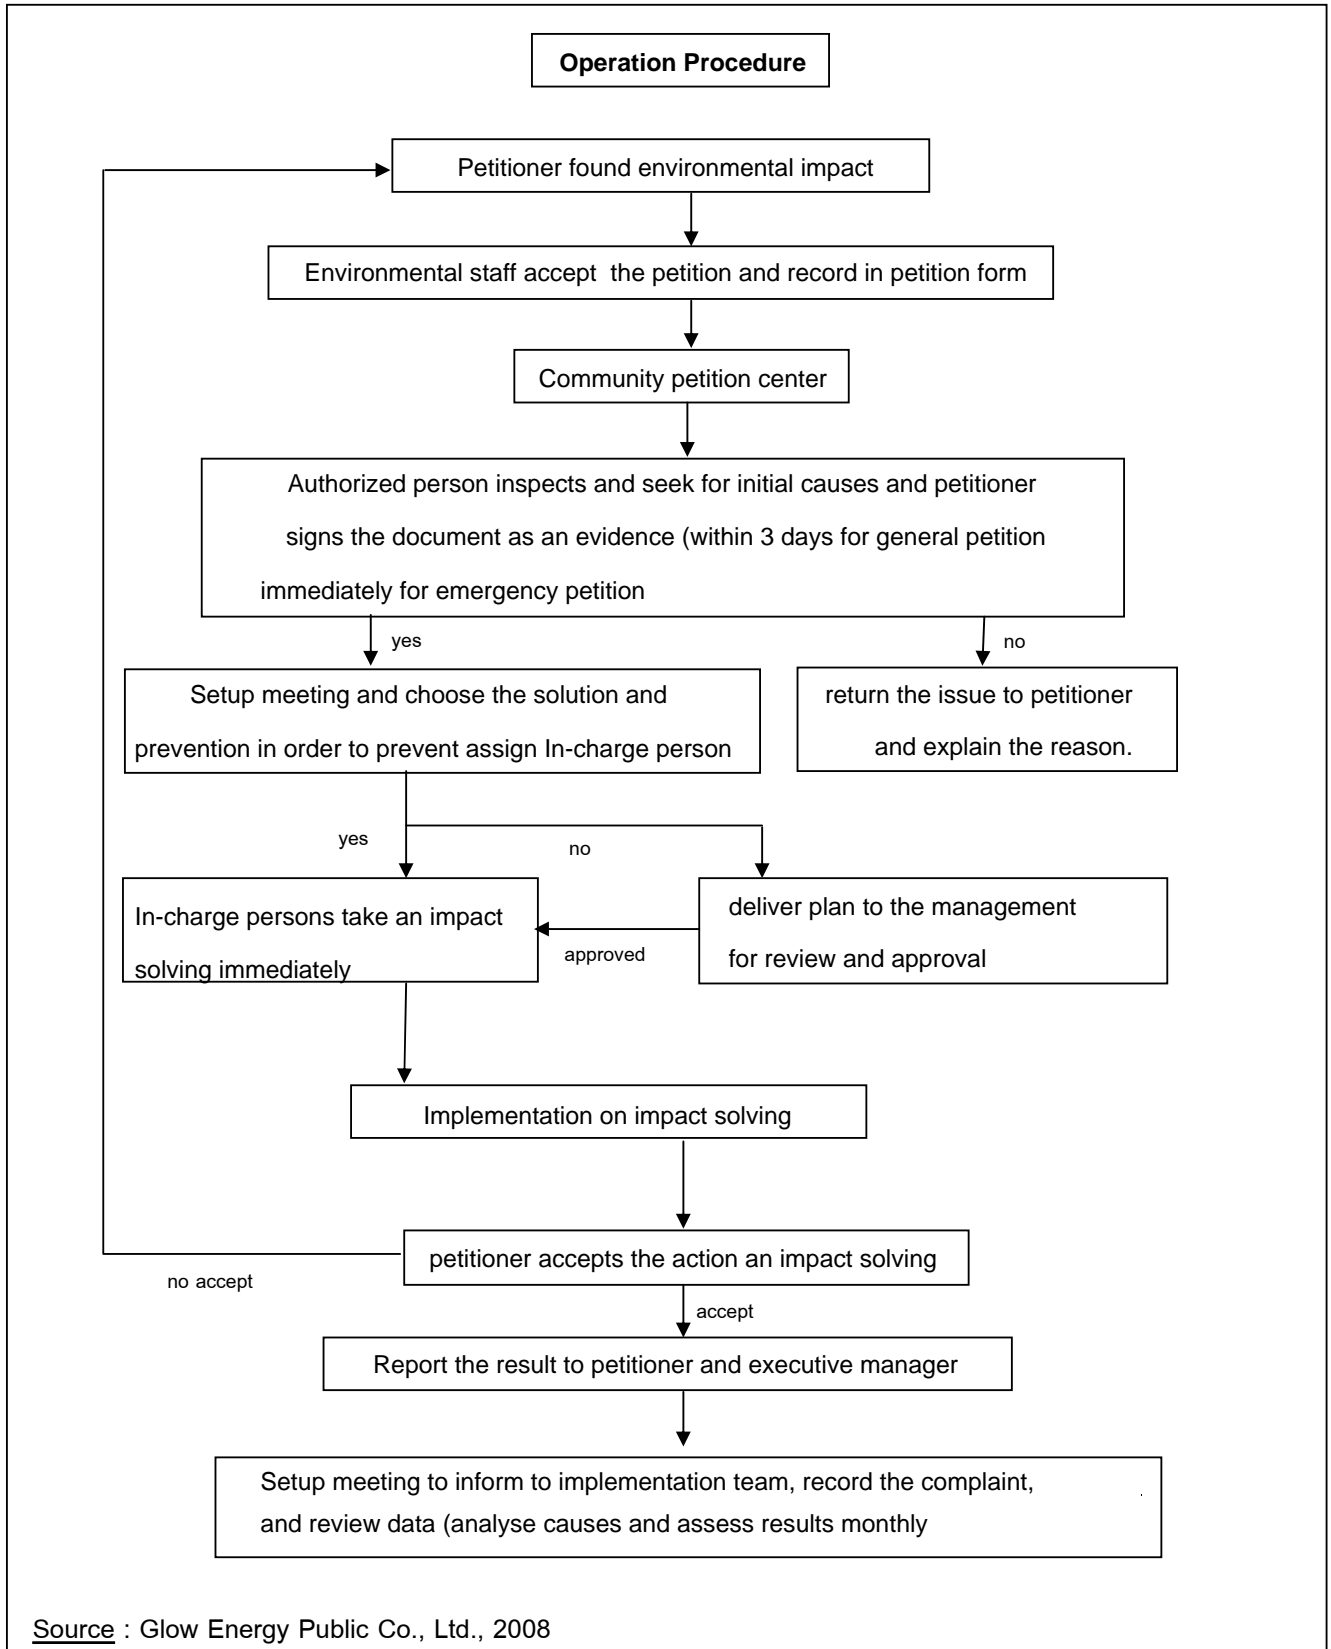 Operation Procedure
Petitioner found environmental impact
Environmental staff accept the petition and record in petition form
Community petition center
Authorized person inspects and seek for initial causes and petitioner
signs the document as an evidence (within 3 days for general petition
immediately for emergency petition
yes
no
Setup meeting and choose the solution and
prevention in order to prevent assign In-charge person
return the issue to petitioner
and explain the reason.
yes
no
In-charge persons take an impact
solving immediately
approved
deliver plan to the management
for review and approval
Implementation on impact solving
petitioner accepts the action an impact solving
no accept
accept
Report the result to petitioner and executive manager
Setup meeting to inform to implementation team, record the complaint,
and review data (analyse causes and assess results monthly
.
Source : Glow Energy Public Co., Ltd., 2008